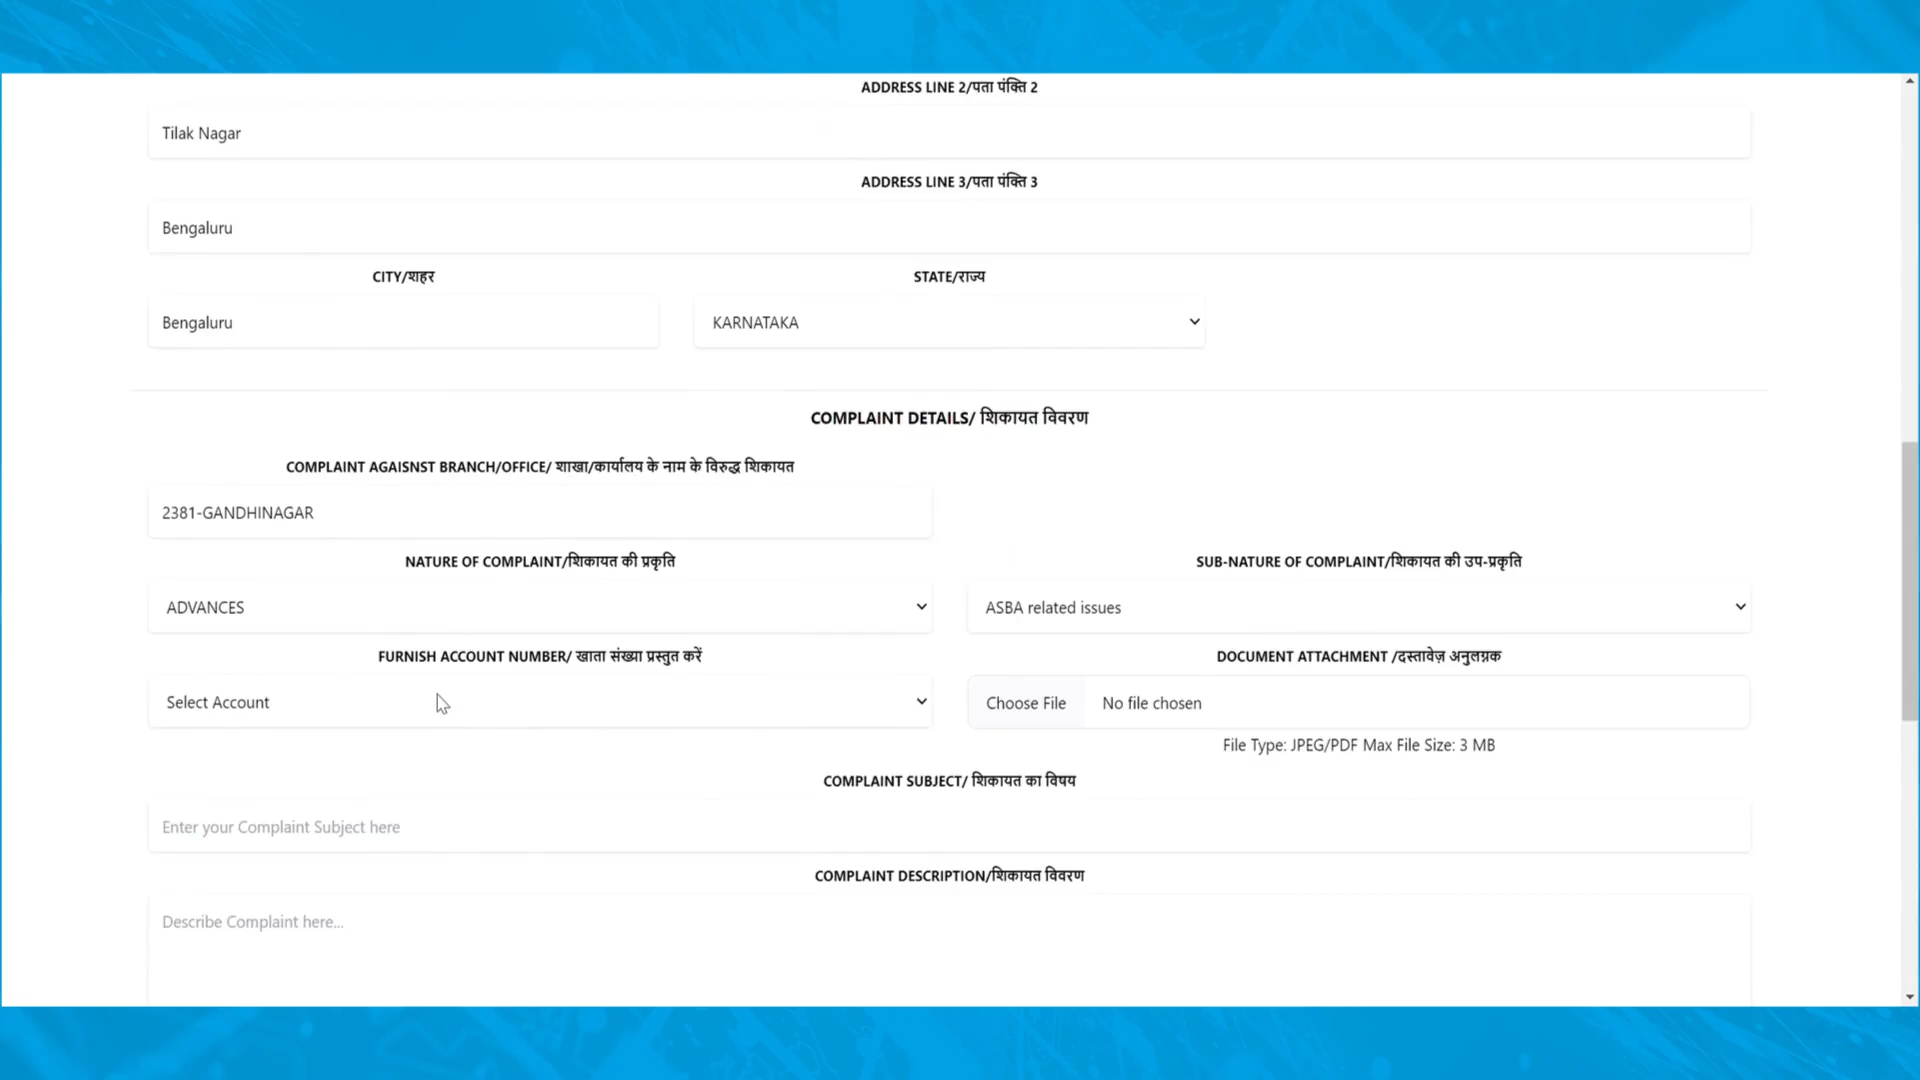 ADDRESS LINE 2/पता पंक्ति 2
Tilak Nagar
ADDRESS LINE 3/पता पंक्ति 3
Bengaluru
CITY/शहर
STATE/राज्य
Bengaluru
KARNATAKA
COMPLAINT DETAILS/ शिकायत विवरण
COMPLAINT AGAISNST BRANCH/OFFICE/ शाखा/कार्यालय के नाम के विरुद्ध शिकायत
2381-GANDHINAGAR
NATURE OF COMPLAINT/शिकायत की प्रकृति
SUB-NATURE OF COMPLAINT/शिकायत की उप-प्रकृति
ADVANCES
ASBA related issues
FURNISH ACCOUNT NUMBER/ खाता संख्या प्रस्तुत करें
DOCUMENT ATTACHMENT /दस्तावेज़ अनुलग्नक
Select Account
Choose File No file chosen
File Type: JPEG/PDF Max File Size: 3 MB
COMPLAINT SUBJECT/ शिकायत का विषय
Enter your Complaint Subject here
COMPLAINT DESCRIPTION/शिकायत विवरण
Describe Complaint here...